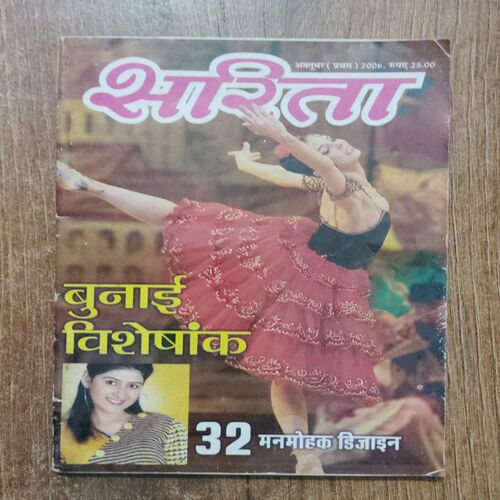 अक्तूबर ( प्रथम ) 2006, रुपए 25.00
सरिता
बुनाई
विशेषांक
32 मनमोहक डिजाइन